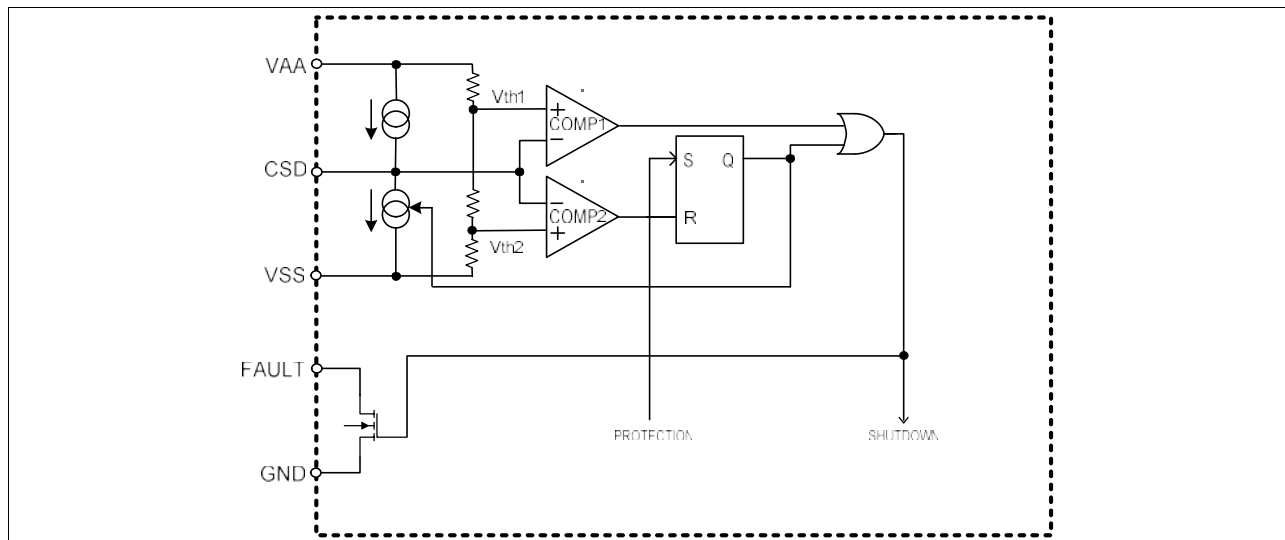 VAA
Vth1
+
COMP1
−
CSD
S Q
−
COMP2
+
R
Vth2
VSS
FAULT
PROTECTION
SHUTDOWN
GND